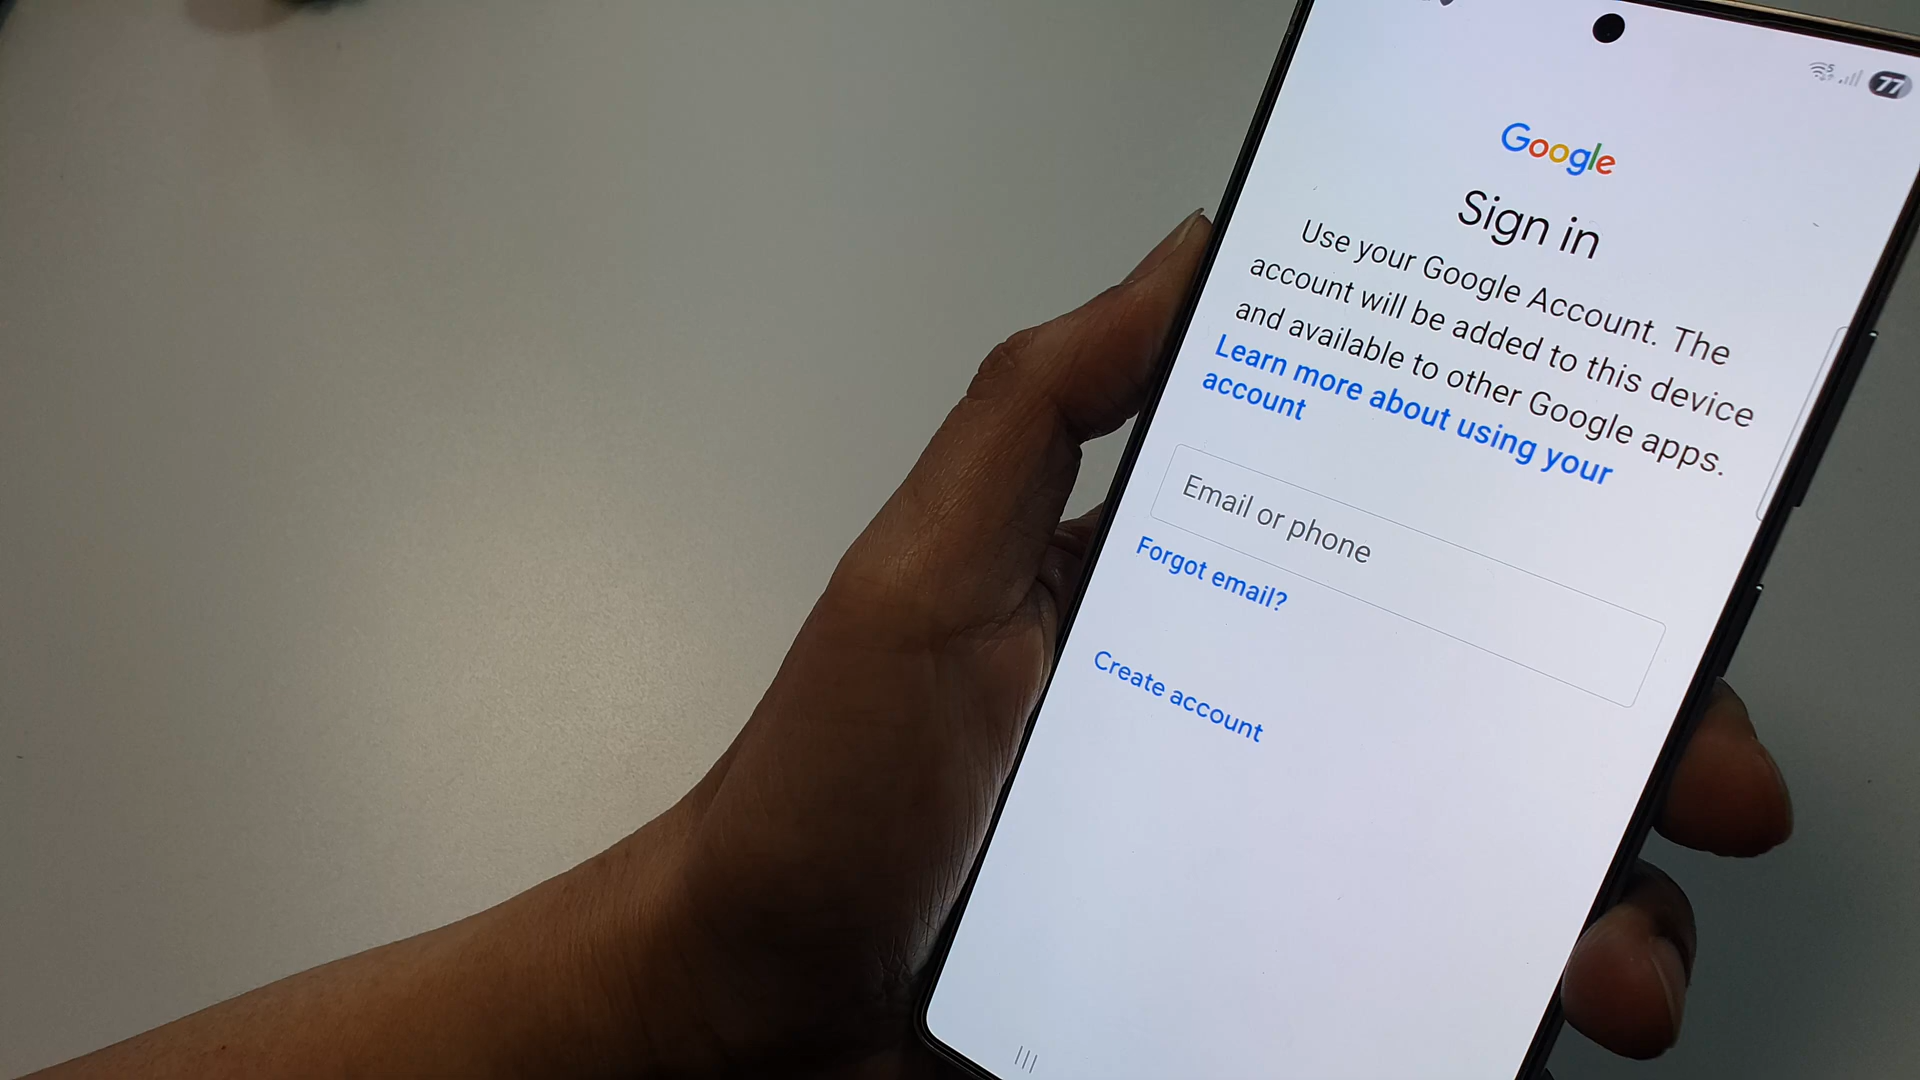 77
Google
Sign in
Use your Google Account. The
account will be added to this device
and available to other Google apps.
Learn more about using your
account
Email or phone
Forgot email?
Create account